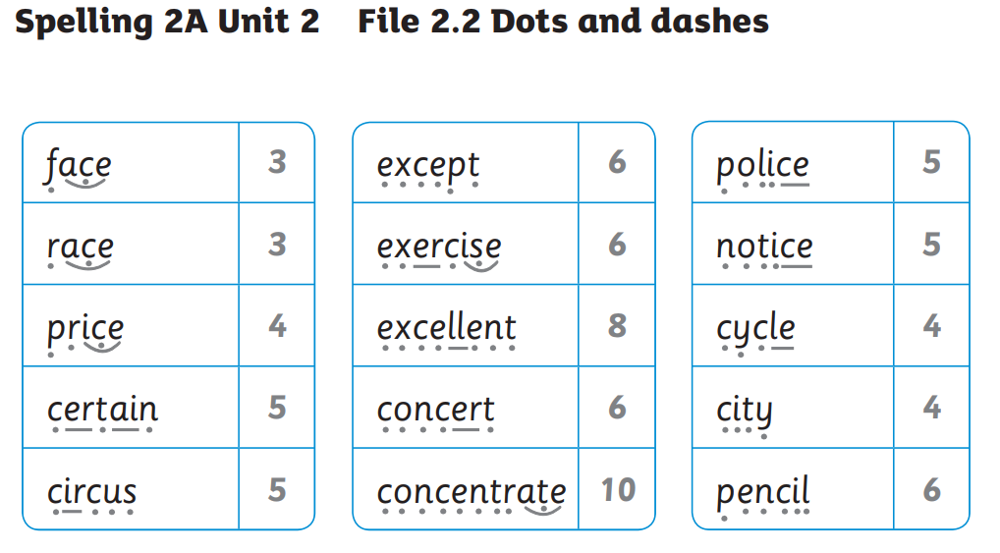 Spelling 2A Unit 2 File 2.2 Dots and dashes
face 3
race 3
price 4
certain 5
circus 5
except 6
exercise 6
excellent 8
concert 6
concentrate 10
police 5
notice 5
cycle 4
city 4
pencil 6